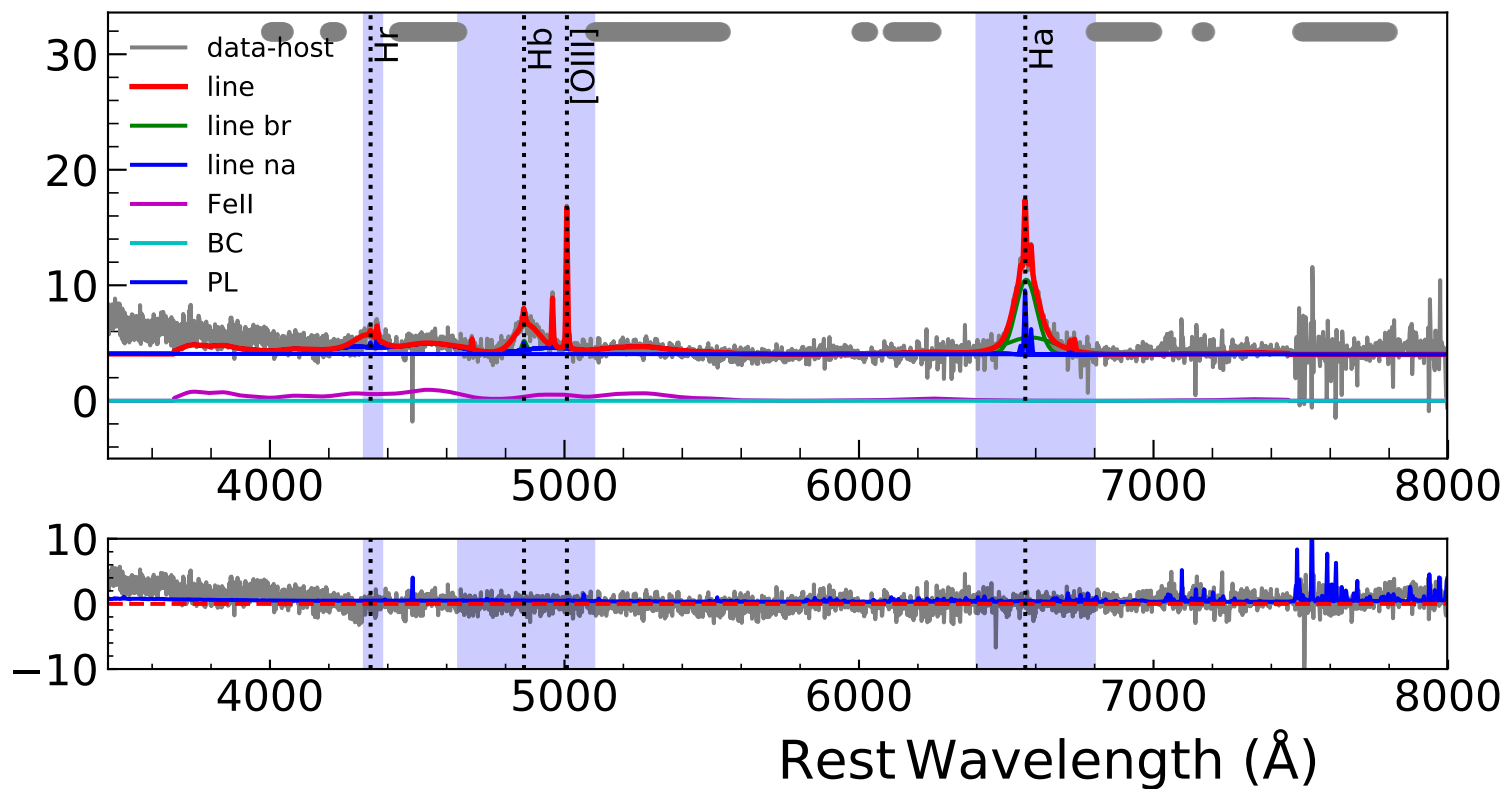 30
20
10
0
data-host
line
line br
line na
FeII
BC
PL
Hr
Hb
[OIII]
Ha
4000 5000 6000 7000 8000
10
0
−10
4000 5000 6000 7000 8000
Rest Wavelength (Å)